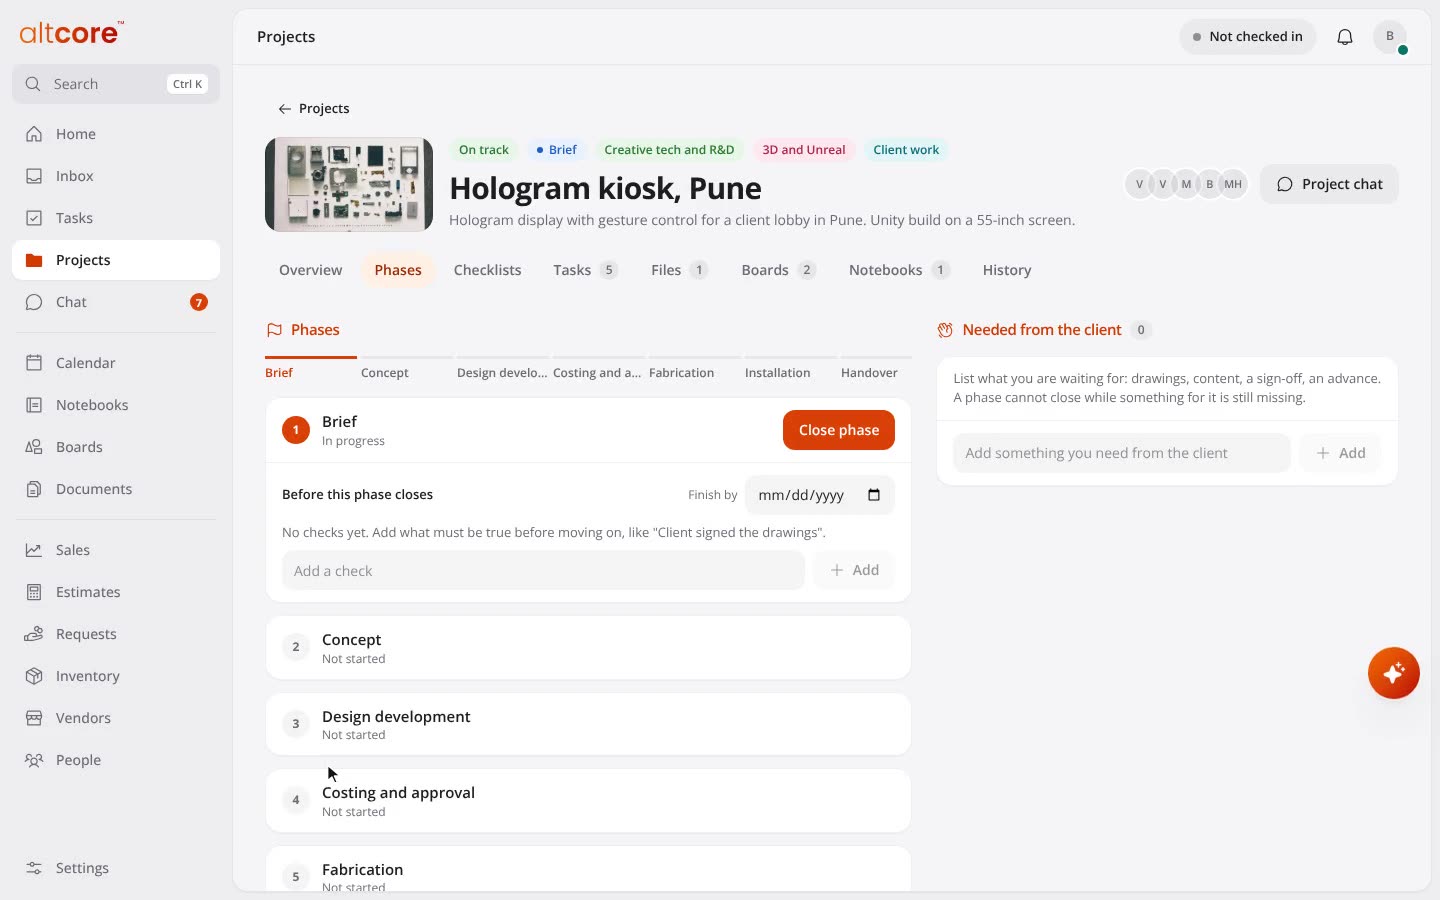 altcore™
Search Ctrl K
Home
Inbox
Tasks
Projects
Chat 7
Calendar
Notebooks
Boards
Documents
Sales
Estimates
Requests
Inventory
Vendors
People
Settings
Projects
Not checked in
B
Projects
On track Brief Creative tech and R&D 3D and Unreal Client work
Hologram kiosk, Pune
Hologram display with gesture control for a client lobby in Pune. Unity build on a 55-inch screen.
V V M B MH
Project chat
Overview Phases Checklists Tasks 5 Files 1 Boards 2 Notebooks 1 History
Phases
Brief Concept Design develo... Costing and a... Fabrication Installation Handover
1 Brief
In progress
Close phase
Before this phase closes
Finish by mm/dd/yyyy
No checks yet. Add what must be true before moving on, like "Client signed the drawings".
Add a check
+ Add
2 Concept
Not started
3 Design development
Not started
4 Costing and approval
Not started
5 Fabrication
Not started
Needed from the client 0
List what you are waiting for: drawings, content, a sign-off, an advance.
A phase cannot close while something for it is still missing.
Add something you need from the client
+ Add